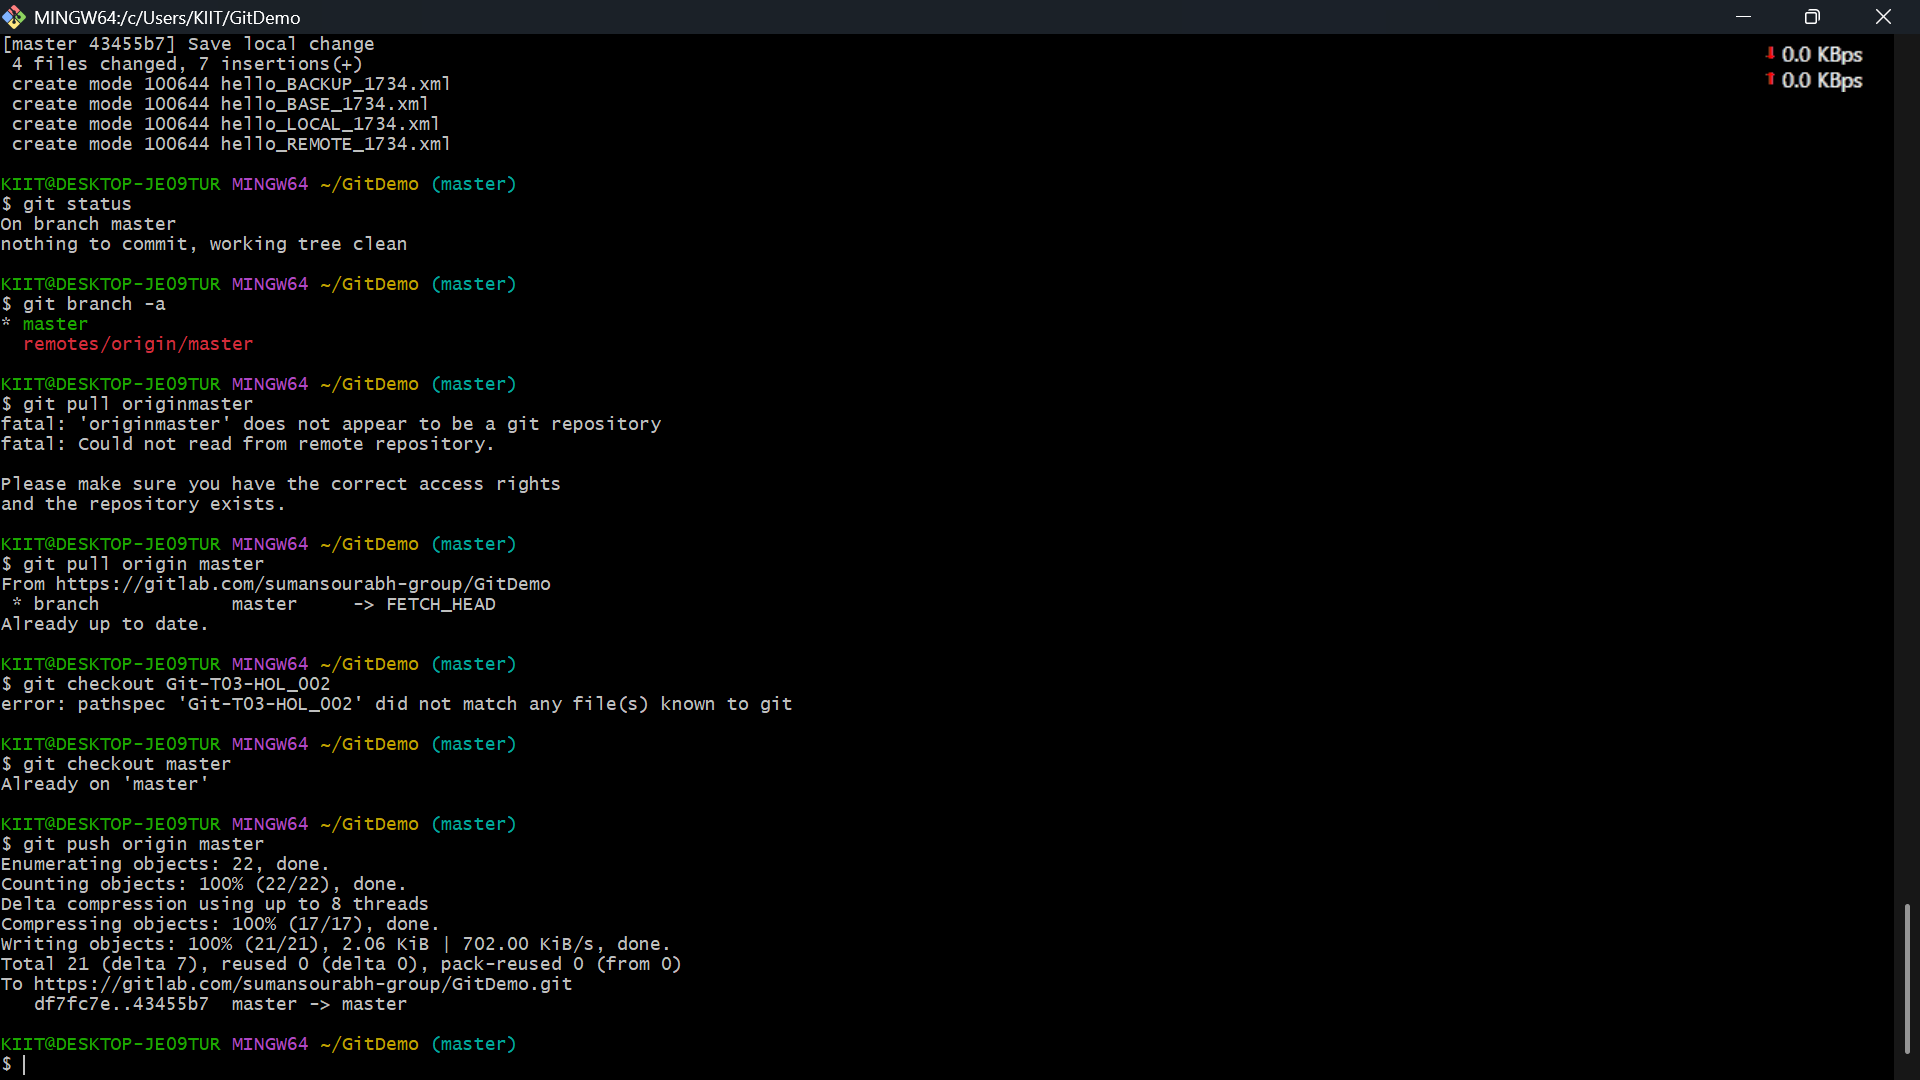 MINGW64:/c/Users/KIIT/GitDemo
[master 43455b7] Save local change
 4 files changed, 7 insertions(+)
 create mode 100644 hello_BACKUP_1734.xml
 create mode 100644 hello_BASE_1734.xml
 create mode 100644 hello_LOCAL_1734.xml
 create mode 100644 hello_REMOTE_1734.xml
0.0 KBps
0.0 KBps
KIIT@DESKTOP-JE09TUR MINGW64 ~/GitDemo (master)
$ git status
On branch master
nothing to commit, working tree clean
KIIT@DESKTOP-JE09TUR MINGW64 ~/GitDemo (master)
$ git branch -a
* master
  remotes/origin/master
KIIT@DESKTOP-JE09TUR MINGW64 ~/GitDemo (master)
$ git pull originmaster
fatal: 'originmaster' does not appear to be a git repository
fatal: Could not read from remote repository.
Please make sure you have the correct access rights
and the repository exists.
KIIT@DESKTOP-JE09TUR MINGW64 ~/GitDemo (master)
$ git pull origin master
From https://gitlab.com/sumansourabh-group/GitDemo
 * branch            master     -> FETCH_HEAD
Already up to date.
KIIT@DESKTOP-JE09TUR MINGW64 ~/GitDemo (master)
$ git checkout Git-T03-HOL_002
error: pathspec 'Git-T03-HOL_002' did not match any file(s) known to git
KIIT@DESKTOP-JE09TUR MINGW64 ~/GitDemo (master)
$ git checkout master
Already on 'master'
KIIT@DESKTOP-JE09TUR MINGW64 ~/GitDemo (master)
$ git push origin master
Enumerating objects: 22, done.
Counting objects: 100% (22/22), done.
Delta compression using up to 8 threads
Compressing objects: 100% (17/17), done.
Writing objects: 100% (21/21), 2.06 KiB | 702.00 KiB/s, done.
Total 21 (delta 7), reused 0 (delta 0), pack-reused 0 (from 0)
To https://gitlab.com/sumansourabh-group/GitDemo.git
   df7fc7e..43455b7  master -> master
KIIT@DESKTOP-JE09TUR MINGW64 ~/GitDemo (master)
$